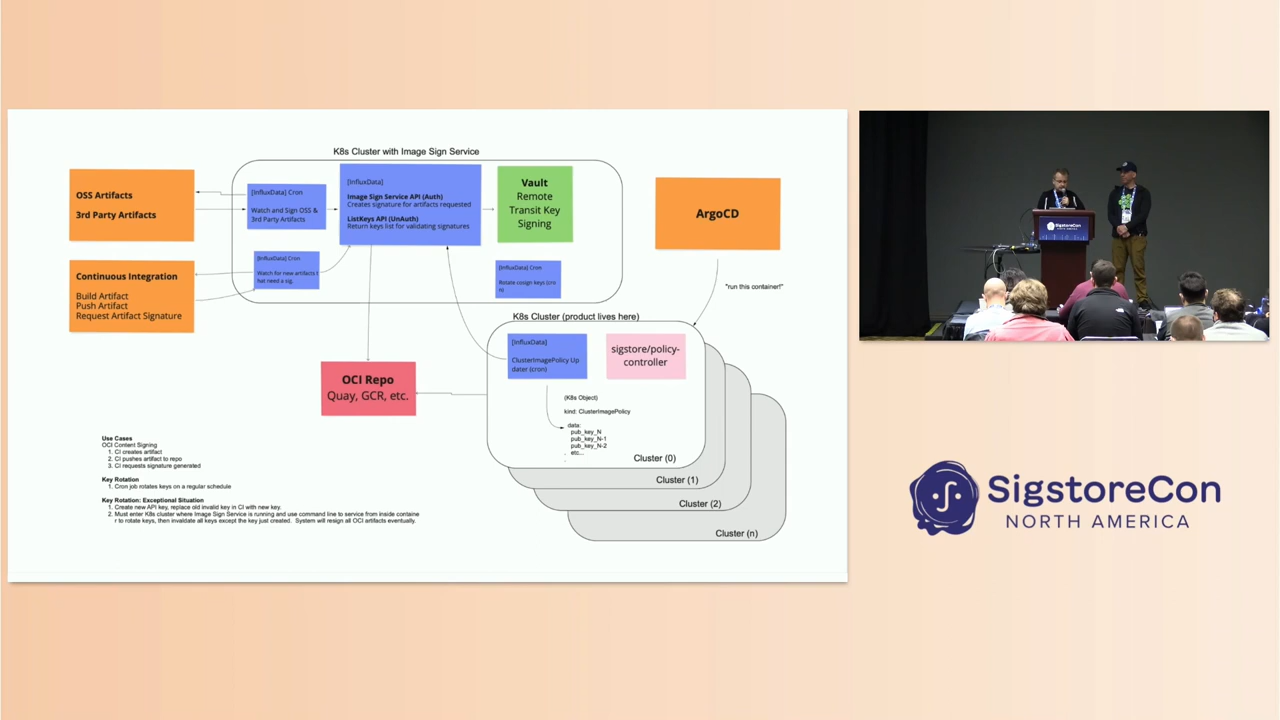 K8s Cluster with Image Sign Service
OSS Artifacts
3rd Party Artifacts
[InfluxData] Cron
Watch and Sign OSS &
3rd Party Artifacts
[InfluxData]
Image Sign Service API (Auth)
Creates signature for artifacts requested
ListKeys API (UnAuth)
Return keys list for validating signatures
Vault
Remote
Transit Key
Signing
ArgoCD
Continuous Integration
Build Artifact
Push Artifact
Request Artifact Signature
[InfluxData] Cron
Watch for new artifacts t
hat need a sig.
[InfluxData] Cron
Rotate cosign keys (cro
n)
"run this container!"
K8s Cluster (product lives here)
[InfluxData]
ClusterImagePolicy Up
dater (cron)
sigstore/policy-
controller
OCI Repo
Quay, GCR, etc.
(K8s Object)
kind: ClusterImagePolicy
data:
pub_key_N
pub_key_N-1
pub_key_N-2
etc...
Cluster (0)
Cluster (1)
Cluster (2)
Cluster (n)
Use Cases
OCI Content Signing
1. CI creates artifact
2. CI pushes artifact to repo
3. CI requests signature generated
Key Rotation
1. Cron job rotates keys on a regular schedule
Key Rotation: Exceptional Situation
1. Create new API key, replace old invalid key in CI with new key.
2. Must enter K8s cluster where Image Sign Service is running and use command line to service from inside containe
r to rotate keys, then invalidate all keys except the key just created. System will resign all OCI artifacts eventually.
SigstoreCon
SigstoreCon
NORTH AMERICA